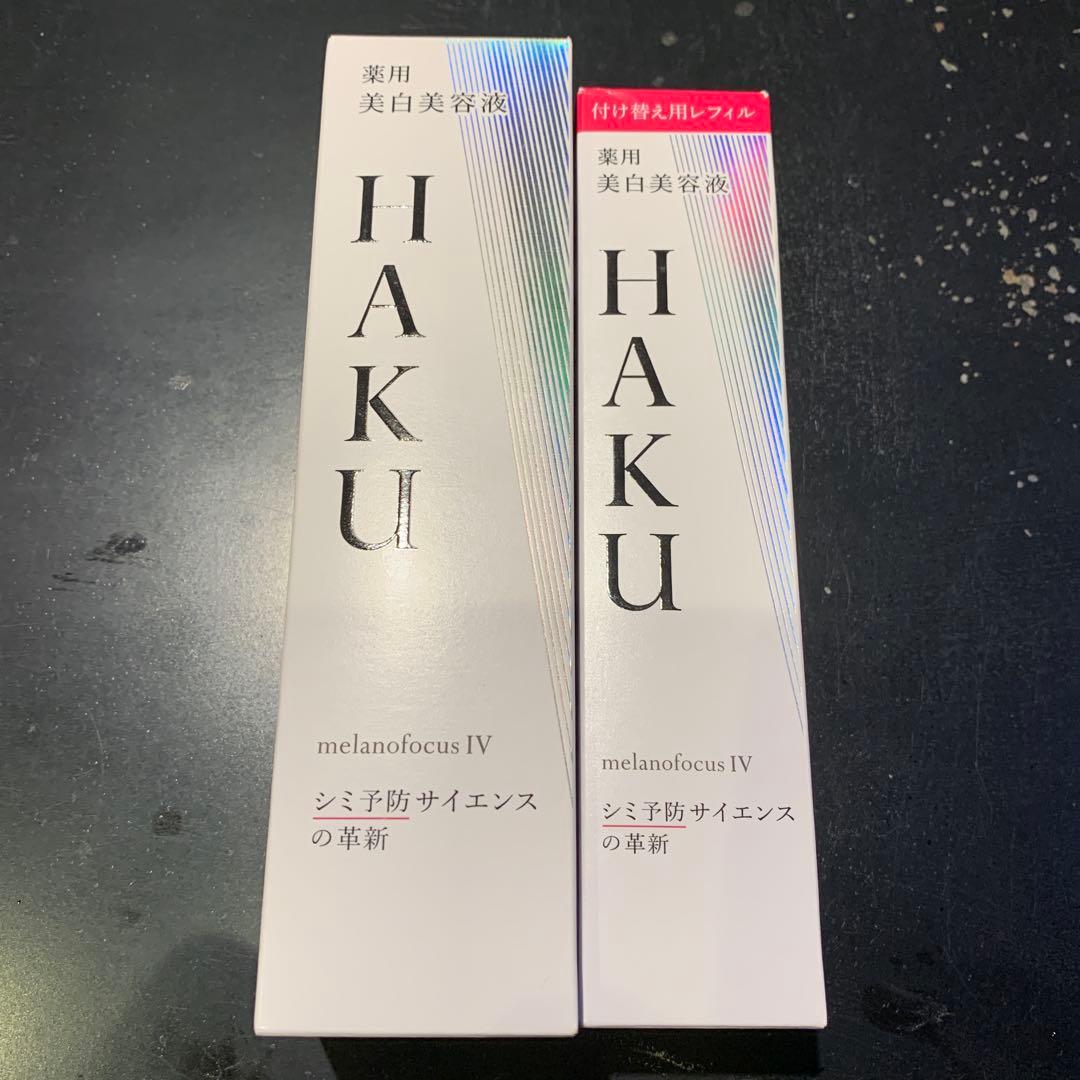 薬用
美白美容液
HAKU
melanofocus IV
シミ予防サイエンス
の革新
付け替え用レフィル
薬用
美白美容液
HAKU
melanofocus IV
シミ予防サイエンス
の革新